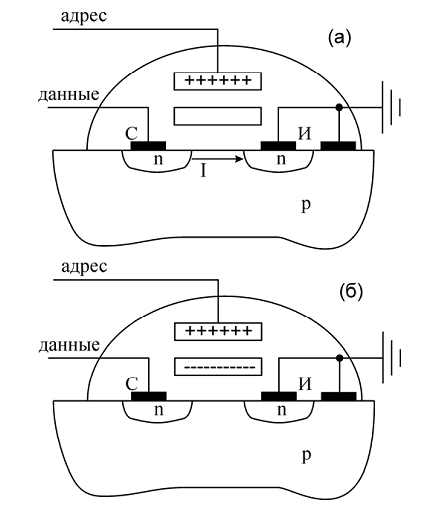 адрес
(а)
++++++
данные
С
И
n
n
I
p
адрес
(б)
++++++
-----------
данные
С
И
n
n
p